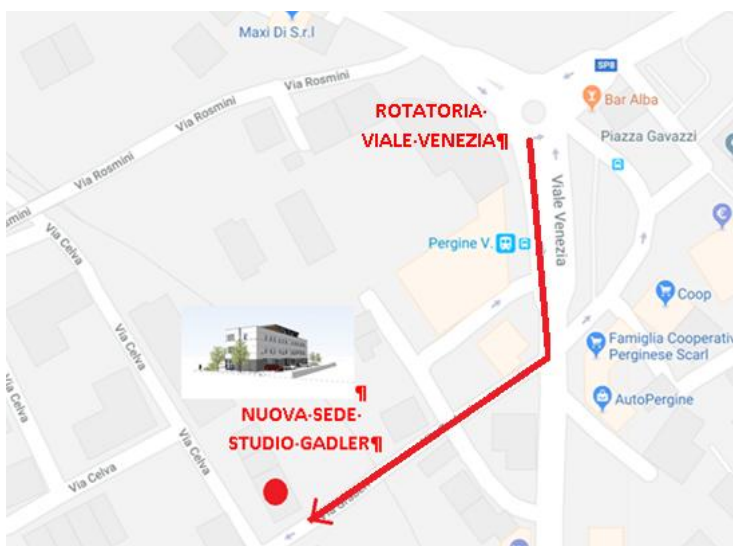 Maxi Di S.r.l
SP8
Via Rosmini
ROTATORIA·
VIALE·VENEZIA¶
Bar Alba
Via Rosmini
Piazza Gavazzi
Via Rosmini
smini
Via Celva
Viale Venezia
Pergine V.
Coop
Via Celva
Famiglia Cooperativ
Perginese Scarl
Via Celva
¶
AutoPergine
NUOVA·SEDE·
STUDIO·GADLER¶
Via Celva
Via Celva